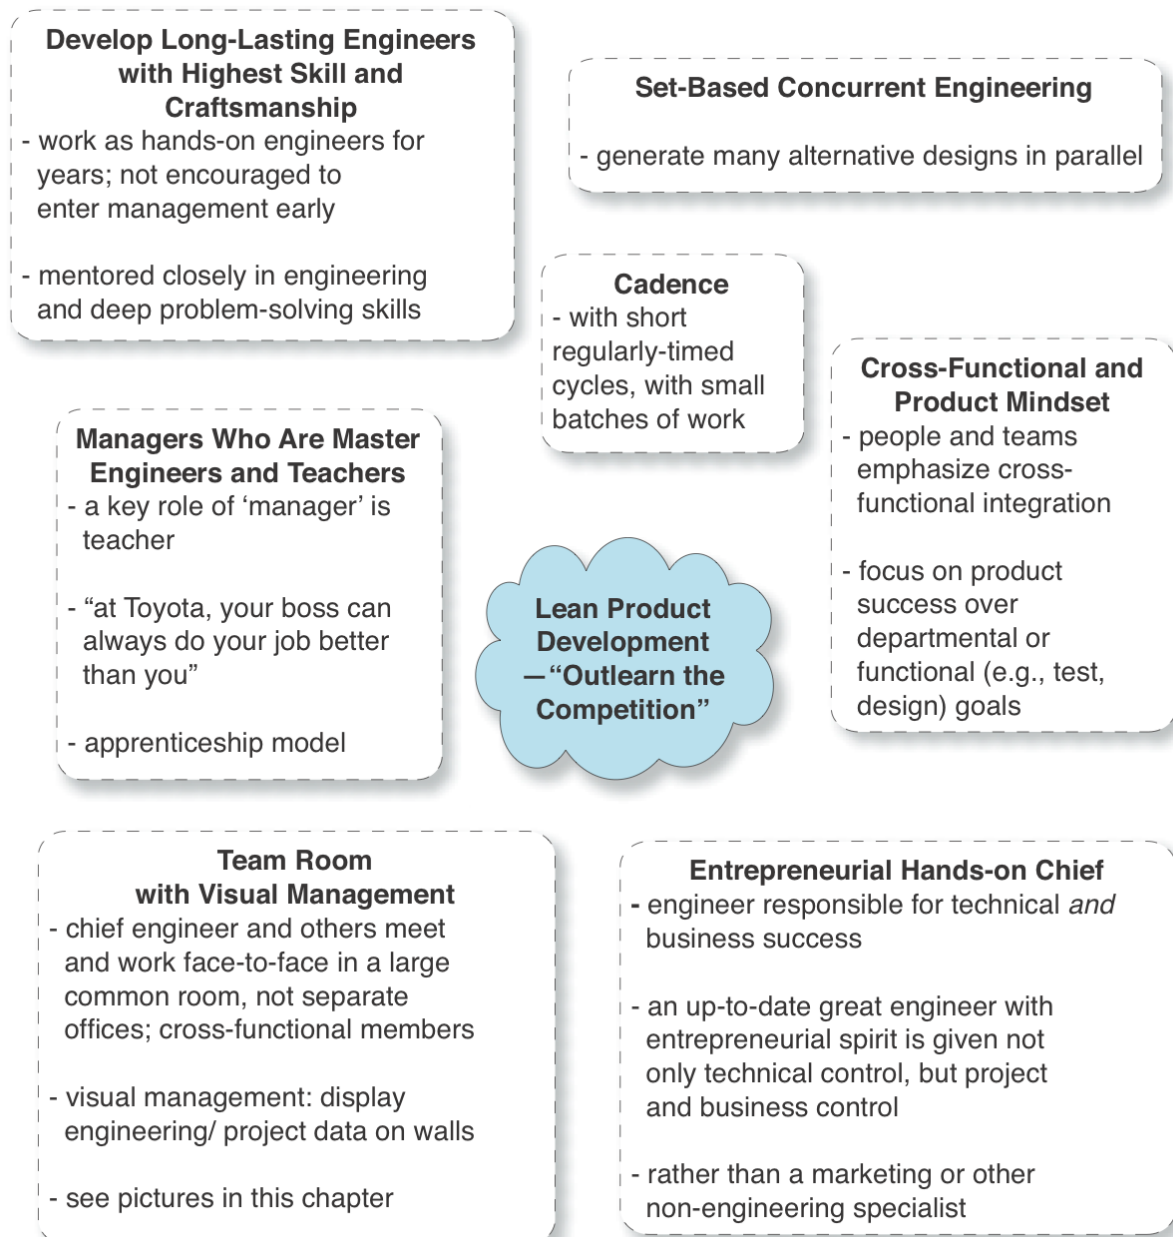 Develop Long-Lasting Engineers
with Highest Skill and
Craftsmanship
- work as hands-on engineers for
years; not encouraged to
enter management early
- mentored closely in engineering
and deep problem-solving skills
Set-Based Concurrent Engineering
- generate many alternative designs in parallel
Cadence
- with short
regularly-timed
cycles, with small
batches of work
Cross-Functional and
Product Mindset
- people and teams
emphasize cross-
functional integration
- focus on product
success over
departmental or
functional (e.g., test,
design) goals
Managers Who Are Master
Engineers and Teachers
- a key role of ‘manager’ is
teacher
- “at Toyota, your boss can
always do your job better
than you”
- apprenticeship model
Lean Product
Development
—“Outlearn the
Competition”
Team Room
with Visual Management
- chief engineer and others meet
and work face-to-face in a large
common room, not separate
offices; cross-functional members
- visual management: display
engineering/ project data on walls
- see pictures in this chapter
Entrepreneurial Hands-on Chief
- engineer responsible for technical and
business success
- an up-to-date great engineer with
entrepreneurial spirit is given not
only technical control, but project
and business control
- rather than a marketing or other
non-engineering specialist